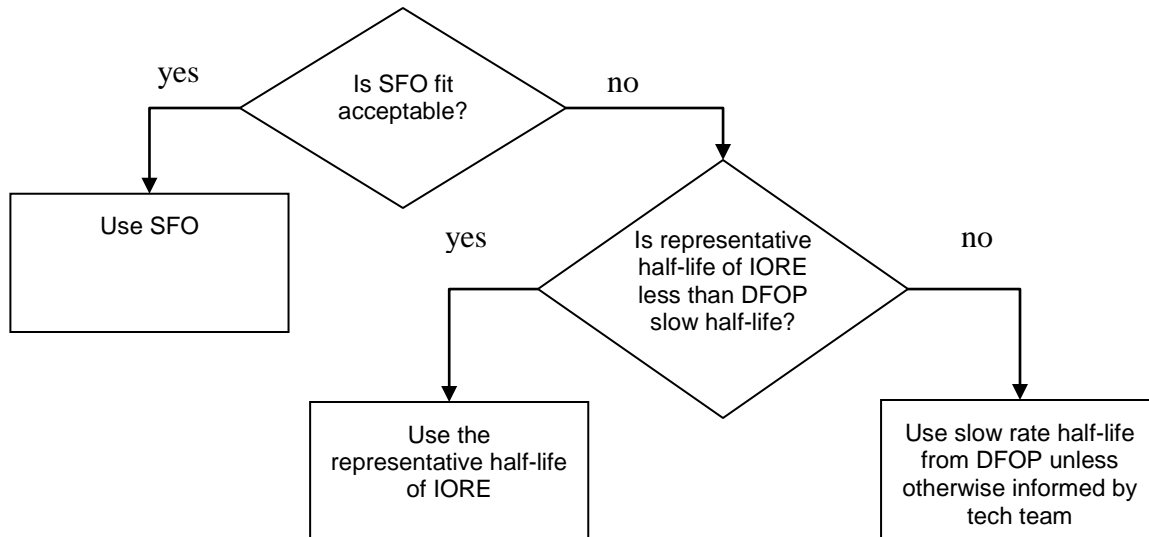 yes
Is SFO fit
acceptable?
no
Use SFO
yes
Is representative
half-life of IORE
less than DFOP
slow half-life?
no
Use the
representative half-life
of IORE
Use slow rate half-life
from DFOP unless
otherwise informed by
tech team